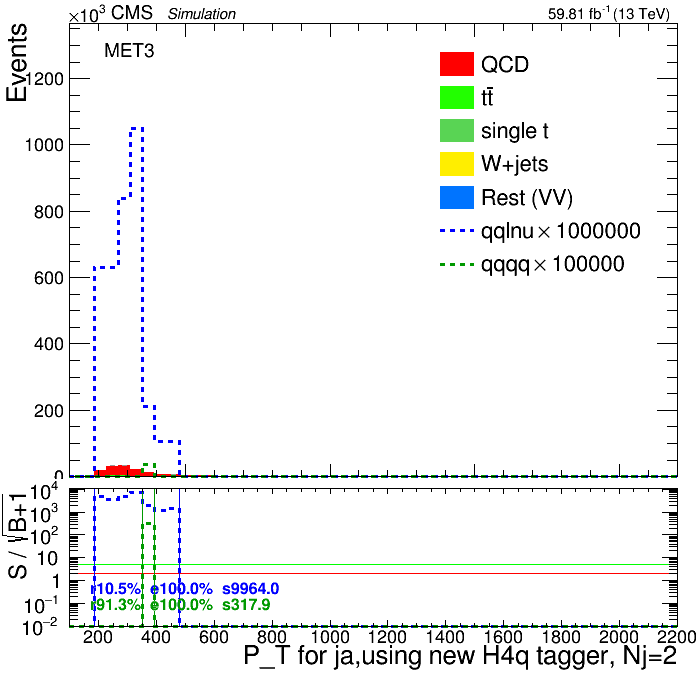 ×10³ CMS Simulation 59.81 fb⁻¹ (13 TeV)
Events
MET3
1200
1000
800
600
400
200
0
QCD
tt̄
single t
W+jets
Rest (VV)
qqlnu × 1000000
qqqq × 100000
S / √B+1
10⁴
10³
10²
10
1
10⁻¹
10⁻²
r10.5% e100.0% s9964.0
r91.3% e100.0% s317.9
200 400 600 800 1000 1200 1400 1600 1800 2000 2200
P_T for ja,using new H4q tagger, Nj=2